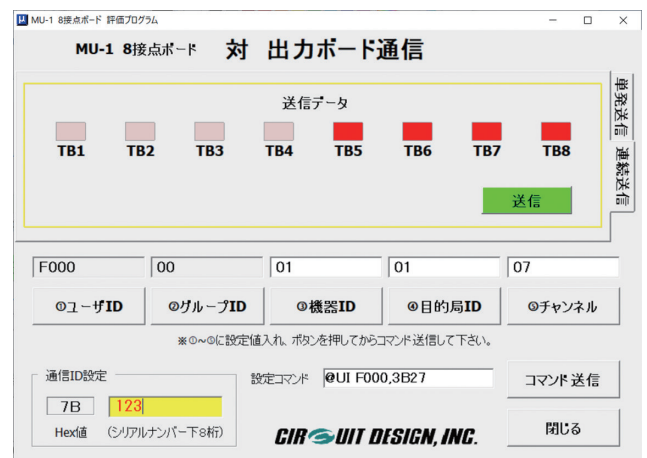 MU-1 8接点ボード 評価プログラム
MU-1 8接点ボード 対 出力ボード通信
送信データ
TB1 TB2 TB3 TB4 TB5 TB6 TB7 TB8
送信
単発送信
連続送信
F000 00 01 01 07
①ユーザID ②グループID ③機器ID ④目的局ID ⑤チャンネル
※①~⑤に設定値入れ、ボタンを押してからコマンド送信して下さい。
通信ID設定
7B 123
Hex値 (シリアルナンバー下8桁)
設定コマンド @UI F000,3B27
コマンド送信
CIRCUIT DESIGN, INC.
閉じる